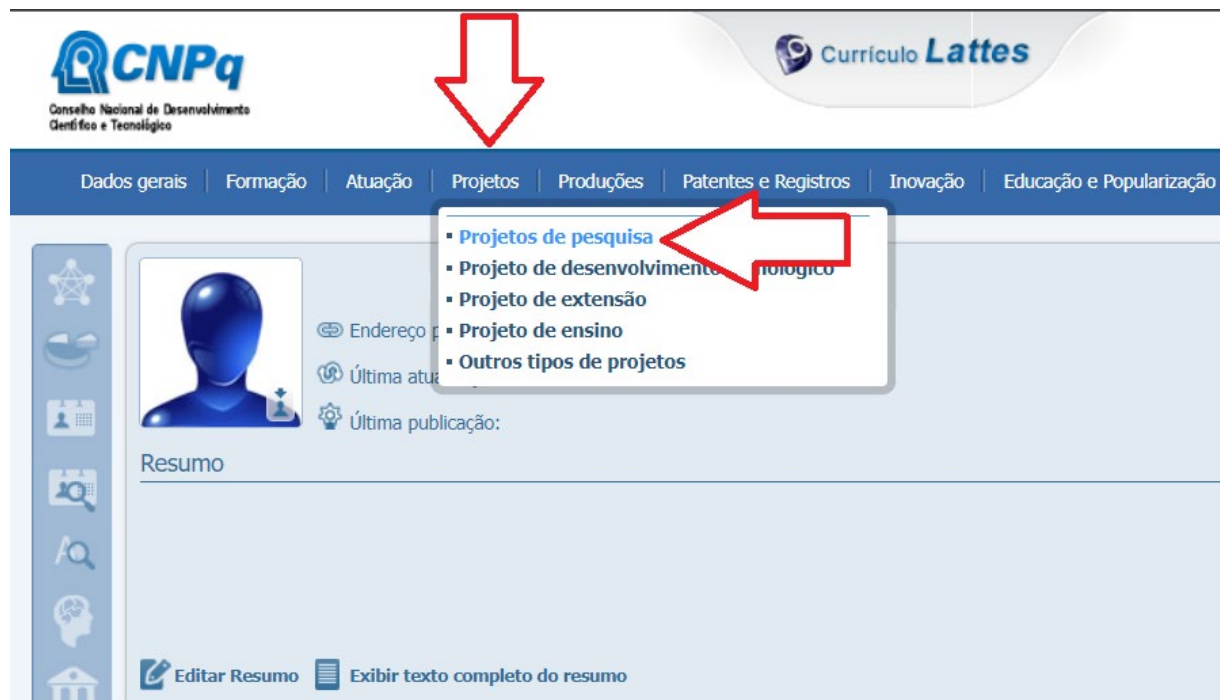 CNPq
Conselho Nacional de Desenvolvimento
Científico e Tecnológico
Currículo Lattes
Dados gerais | Formação | Atuação | Projetos | Produções | Patentes e Registros | Inovação | Educação e Popularização
Projetos de pesquisa
Projeto de desenvolvimento
Projeto de extensão
Endereço
Projeto de ensino
Última
Outros tipos de projetos
Última publicação:
Resumo
Editar Resumo
Exibir texto completo do resumo